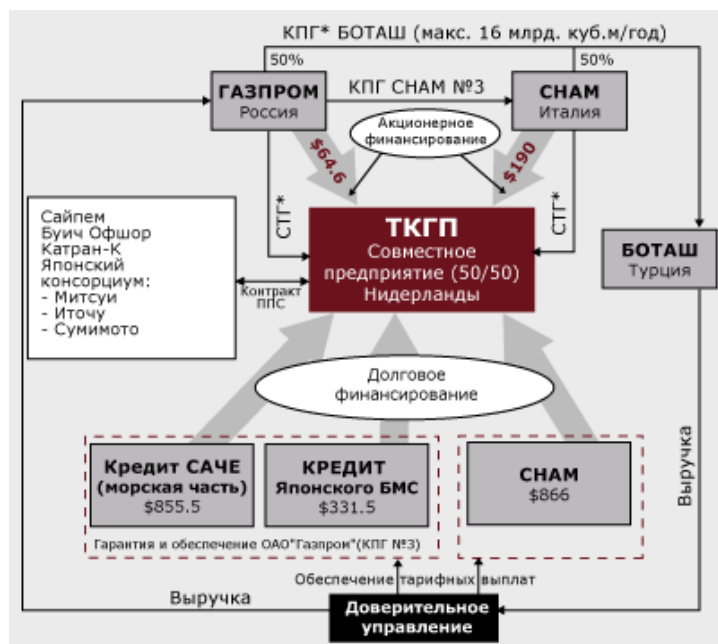 КПГ* БОТАШ (макс. 16 млрд. куб.м/год)
50%
50%
ГАЗПРОМ
Россия
КПГ СНАМ №3
СНАМ
Италия
Акционерное
финансирование
$64.6
$190
СТГ*
СТГ*
ТКГП
Совместное
предприятие (50/50)
Нидерланды
БОТАШ
Турция
Сайпем
Буич Офшор
Катран-К
Японский
консорциум:
- Митсуи
- Иточу
- Сумимото
Контракт
ППС
Долговое
финансирование
Выручка
Кредит САЧЕ
(морская часть)
$855.5
КРЕДИТ
Японского БМС
$331.5
СНАМ
$866
Гарантия и обеспечение ОАО"Газпром"(КПГ №3)
Обеспечение тарифных выплат
Выручка
Доверительное
управление